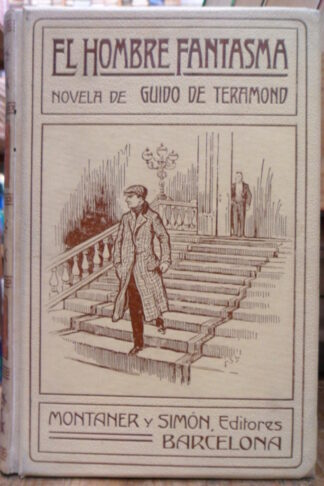 EL HOMBRE FANTASMA
NOVELA DE GUIDO DE TERAMOND
MONTANER Y SIMÓN, Editores
BARCELONA